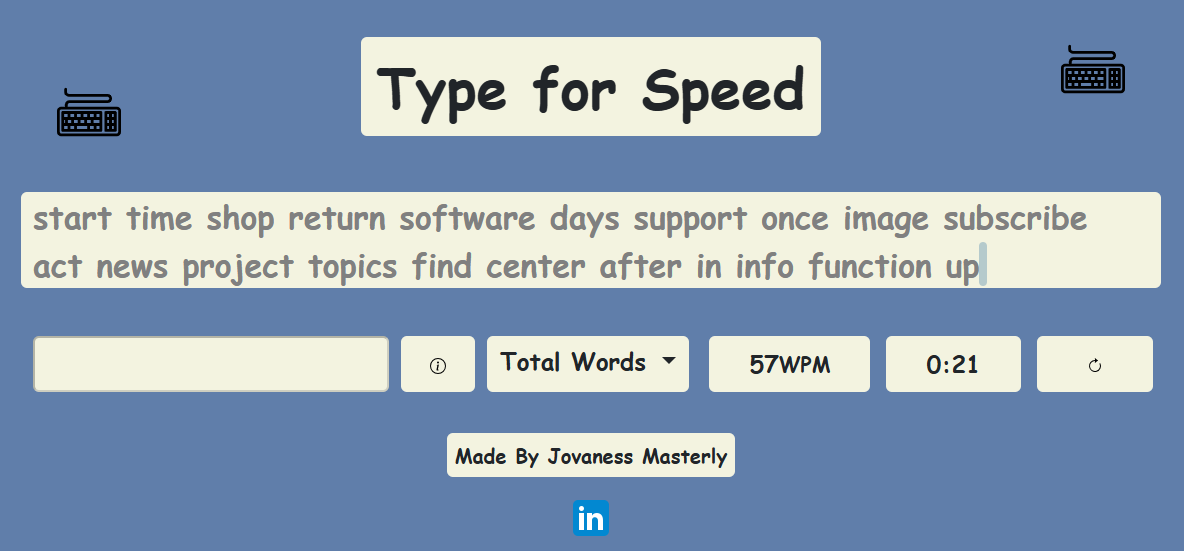 Type for Speed
start time shop return software days support once image subscribe
act news project topics find center after in info function up
Total Words
57WPM
0:21
Made By Jovaness Masterly
in